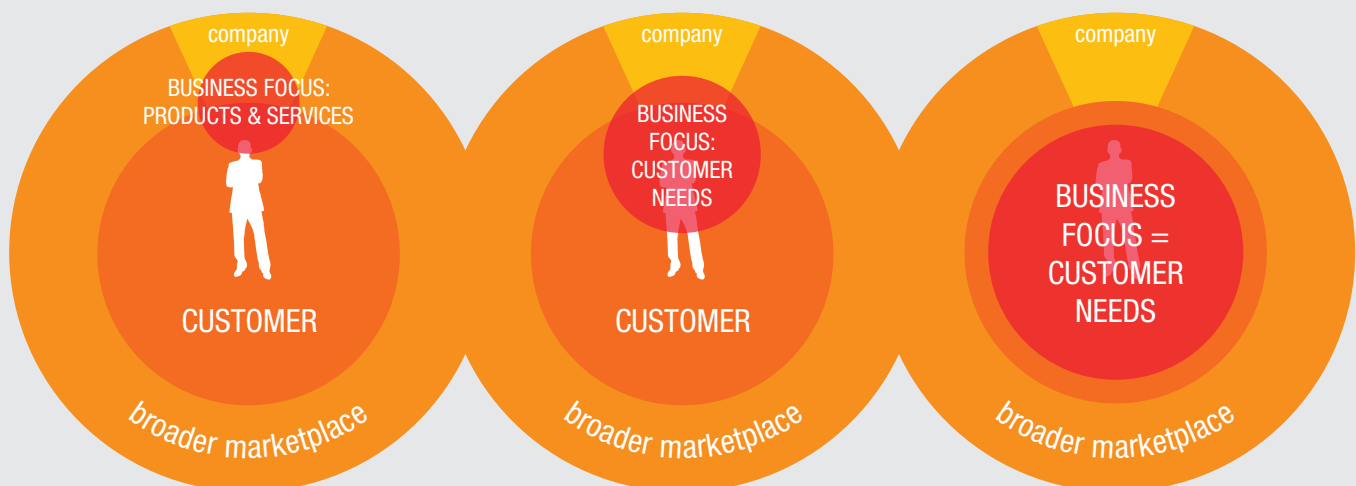 company
BUSINESS FOCUS:
PRODUCTS & SERVICES
CUSTOMER
broader marketplace
company
BUSINESS
FOCUS:
CUSTOMER
NEEDS
CUSTOMER
broader marketplace
company
BUSINESS
FOCUS =
CUSTOMER
NEEDS
broader marketplace